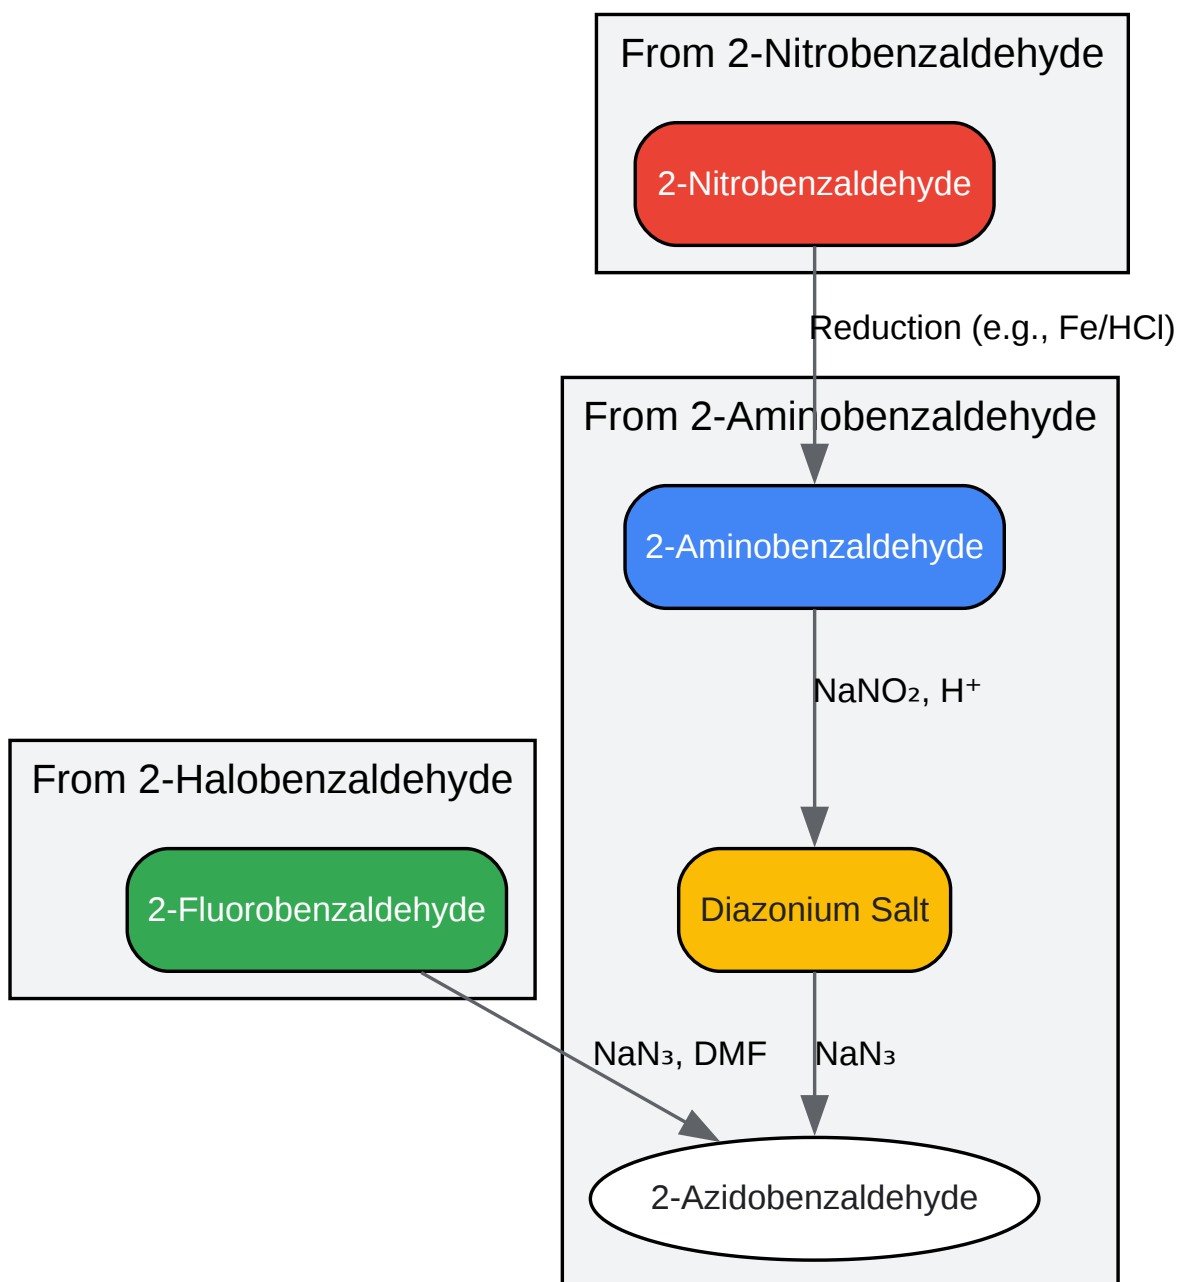 From 2-Nitrobenzaldehyde
2-Nitrobenzaldehyde
Reduction (e.g., Fe/HCl)
From 2-Aminobenzaldehyde
2-Aminobenzaldehyde
NaNO₂, H⁺
From 2-Halobenzaldehyde
2-Fluorobenzaldehyde
Diazonium Salt
NaN₃, DMF
NaN₃
2-Azidobenzaldehyde